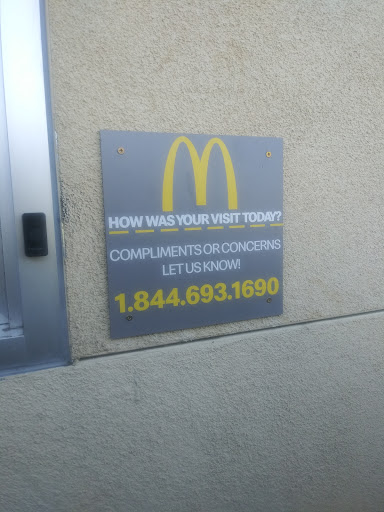 HOW WAS YOUR VISIT TODAY?
COMPLIMENTS OR CONCERNS
LET US KNOW!
1.844.693.1690